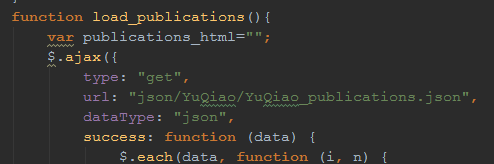 function load_publications(){
var publications_html="";
$.ajax({
type: "get",
url: "json/YuQiao/YuQiao_publications.json",
dataType: "json",
success: function (data) {
$.each(data, function (i, n) {